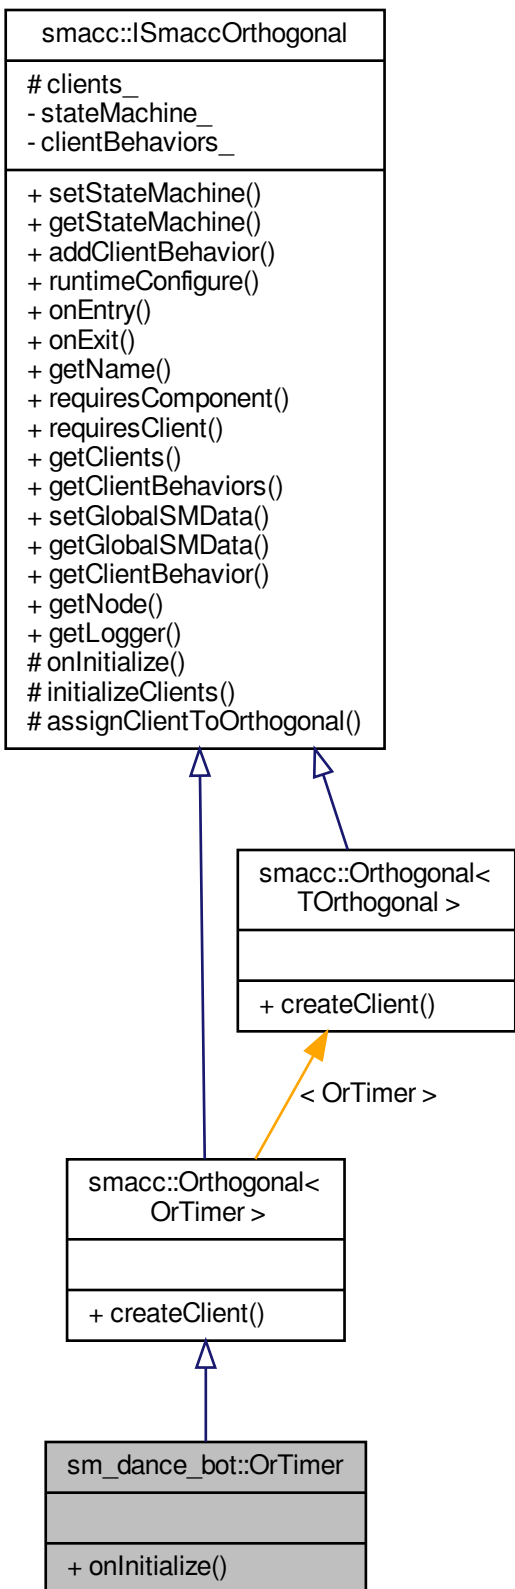 smacc::ISmaccOrthogonal
# clients_
- stateMachine_
- clientBehaviors_
+ setStateMachine()
+ getStateMachine()
+ addClientBehavior()
+ runtimeConfigure()
+ onEntry()
+ onExit()
+ getName()
+ requiresComponent()
+ requiresClient()
+ getClients()
+ getClientBehaviors()
+ setGlobalSMData()
+ getGlobalSMData()
+ getClientBehavior()
+ getNode()
+ getLogger()
# onInitialize()
# initializeClients()
# assignClientToOrthogonal()
smacc::Orthogonal<
TOrthogonal >
+ createClient()
< OrTimer >
smacc::Orthogonal<
OrTimer >
+ createClient()
sm_dance_bot::OrTimer
+ onInitialize()